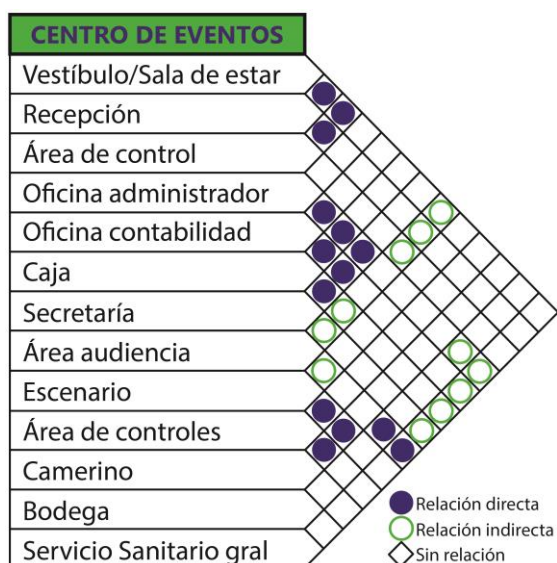 CENTRO DE EVENTOS
Vestíbulo/Sala de estar
Recepción
Área de control
Oficina administrador
Oficina contabilidad
Caja
Secretaría
Área audiencia
Escenario
Área de controles
Camerino
Bodega
Servicio Sanitario gral
Relación directa
Relación indirecta
Sin relación